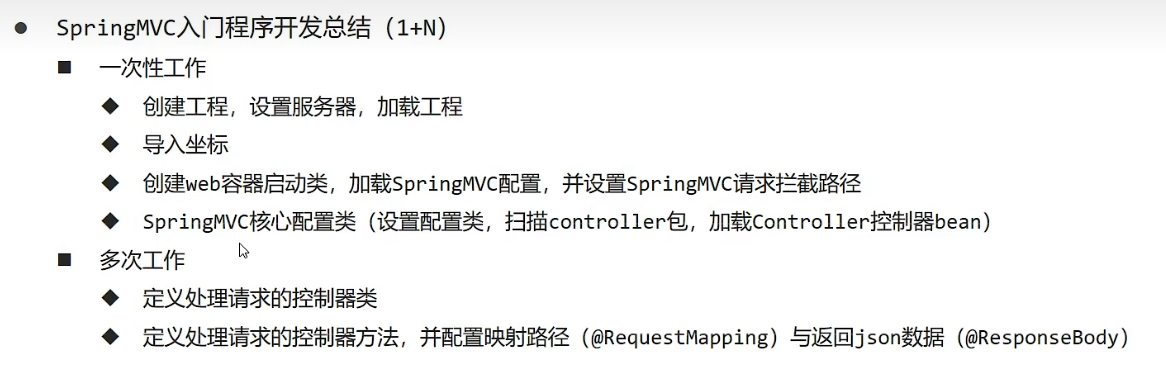 SpringMVC入门程序开发总结（1+N）
一次性工作
创建工程，设置服务器，加载工程
导入坐标
创建web容器启动类，加载SpringMVC配置，并设置SpringMVC请求拦截路径
SpringMVC核心配置类（设置配置类，扫描controller包，加载Controller控制器bean）
多次工作
定义处理请求的控制器类
定义处理请求的控制器方法，并配置映射路径（@RequestMapping）与返回json数据（@ResponseBody）